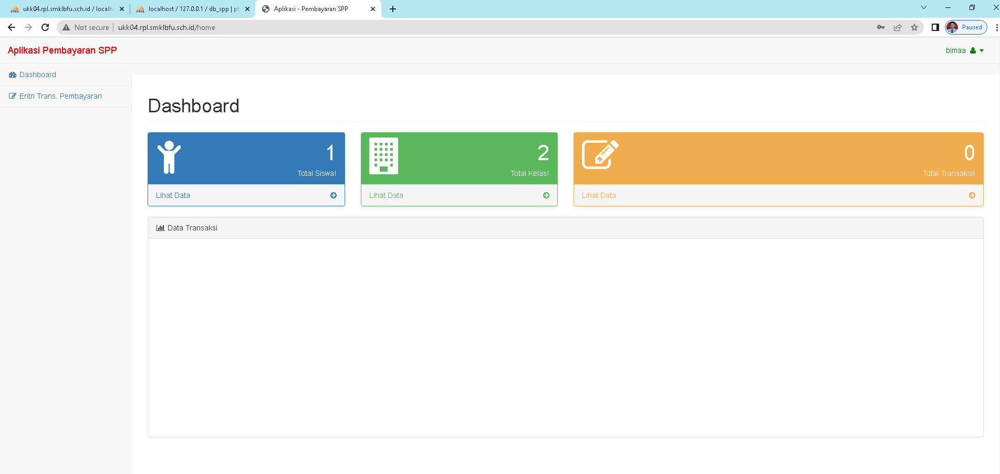 ukk04.rpl.smklbfu.sch.id / localho
localhost / 127.0.0.1 / db_spp | ph
Aplikasi - Pembayaran SPP
Not secure
ukk04.rpl.smklbfu.sch.id/home
Paused
Aplikasi Pembayaran SPP
bimaa
Dashboard
Entri Trans. Pembayaran
Dashboard
1
Total Siswa!
Lihat Data
2
Total Kelas!
Lihat Data
0
Total Transaksi!
Lihat Data
Data Transaksi